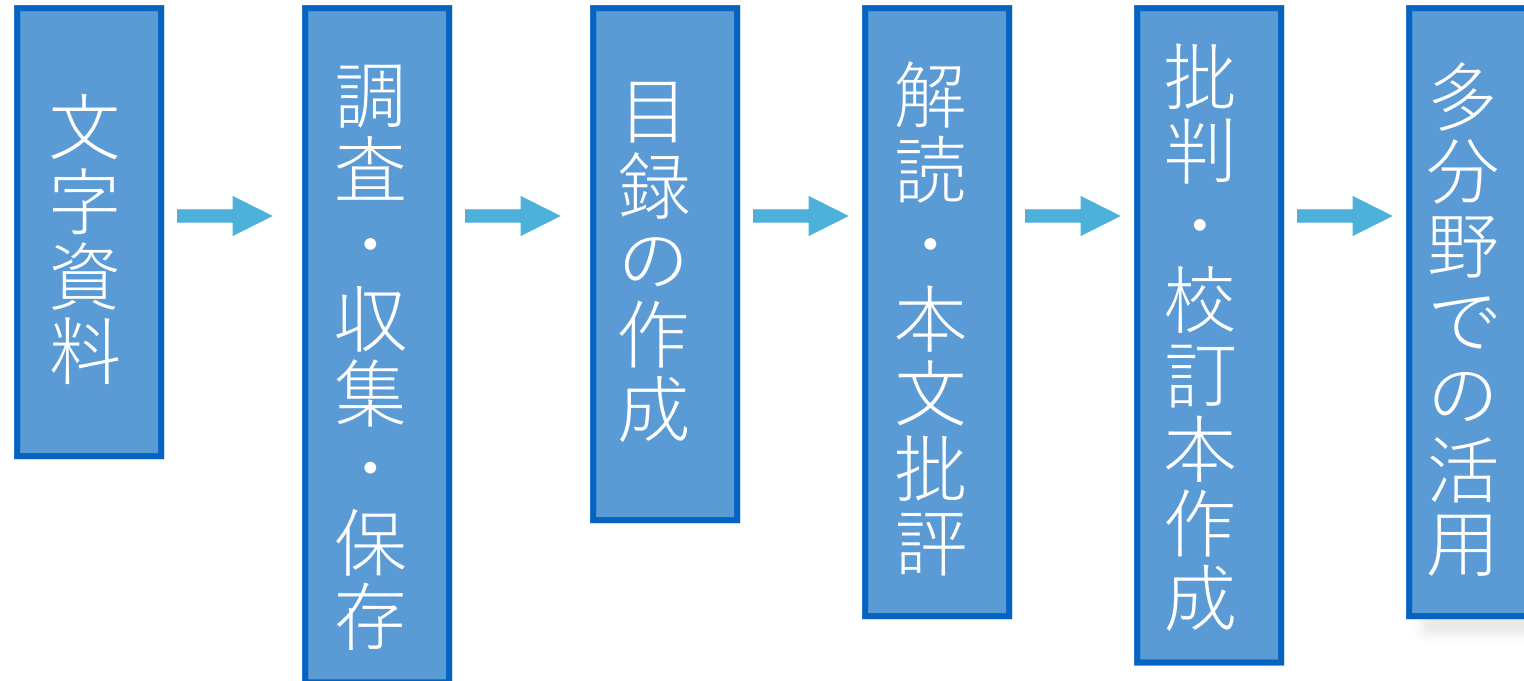 文字資料
調査・収集・保存
目録の作成
解読・本文批評
批判・校訂本作成
多分野での活用